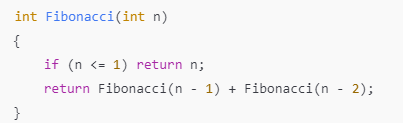 int Fibonacci(int n)
{
    if (n <= 1) return n;
    return Fibonacci(n - 1) + Fibonacci(n - 2);
}